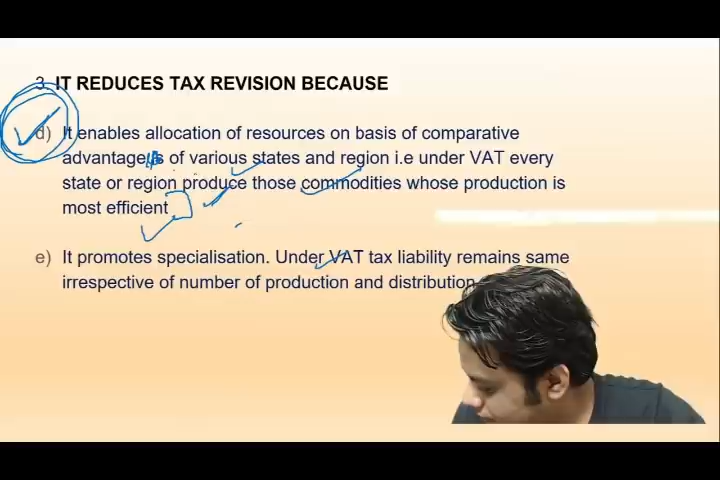 3. IT REDUCES TAX REVISION BECAUSE
d) It enables allocation of resources on basis of comparative
advantages of various states and region i.e under VAT every
state or region produce those commodities whose production is
most efficient
e) It promotes specialisation. Under VAT tax liability remains same
irrespective of number of production and distribution